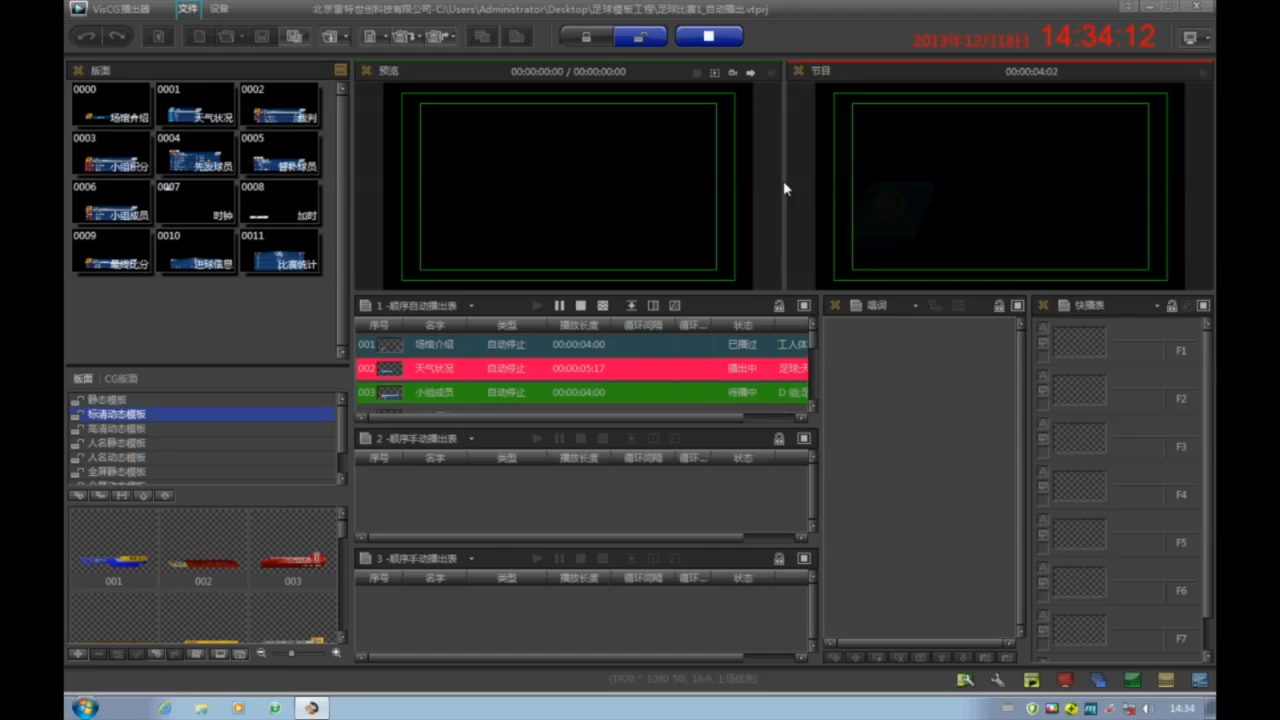 VisCG播出器 文件 设备 北京雷特世创科技有限公司-C:\Users\Administrator\Desktop\足球模板工程\足球比赛1_自动播出.vtprj
2013年12月18日 14:34:12
版面
0000 场馆介绍
0001 天气状况
0002 裁判
0003 小组积分
0004 先发球员
0005 替补球员
0006 小组成员
0007 时钟
0008 加时
0009 最终比分
0010 进球信息
0011 比赛统计
预览 00:00:00:00 / 00:00:00:00
节目 00:00:04:02
版面 CG版面
静态模板
标清动态模板
高清动态模板
人名静态模板
人名动态模板
全屏静态模板
001 002 003
1 -顺序自动播出表
序号 名字 类型 播放长度 循环间隔 循环... 状态
001 场馆介绍 自动停止 00:00:04:00 已播过 工人体
002 天气状况 自动停止 00:00:05:17 播出中 足球:天
003 小组成员 自动停止 00:00:04:00 待播中 D 组:足
2 -顺序手动播出表
序号 名字 类型 播放长度 循环间隔 循环... 状态
3 -顺序手动播出表
序号 名字 类型 播放长度 循环间隔 循环... 状态
唱词
快播表
F1
F2
F3
F4
F5
F6
F7
(1920 * 1080 50i, 16:9, 上场优先)
14:34